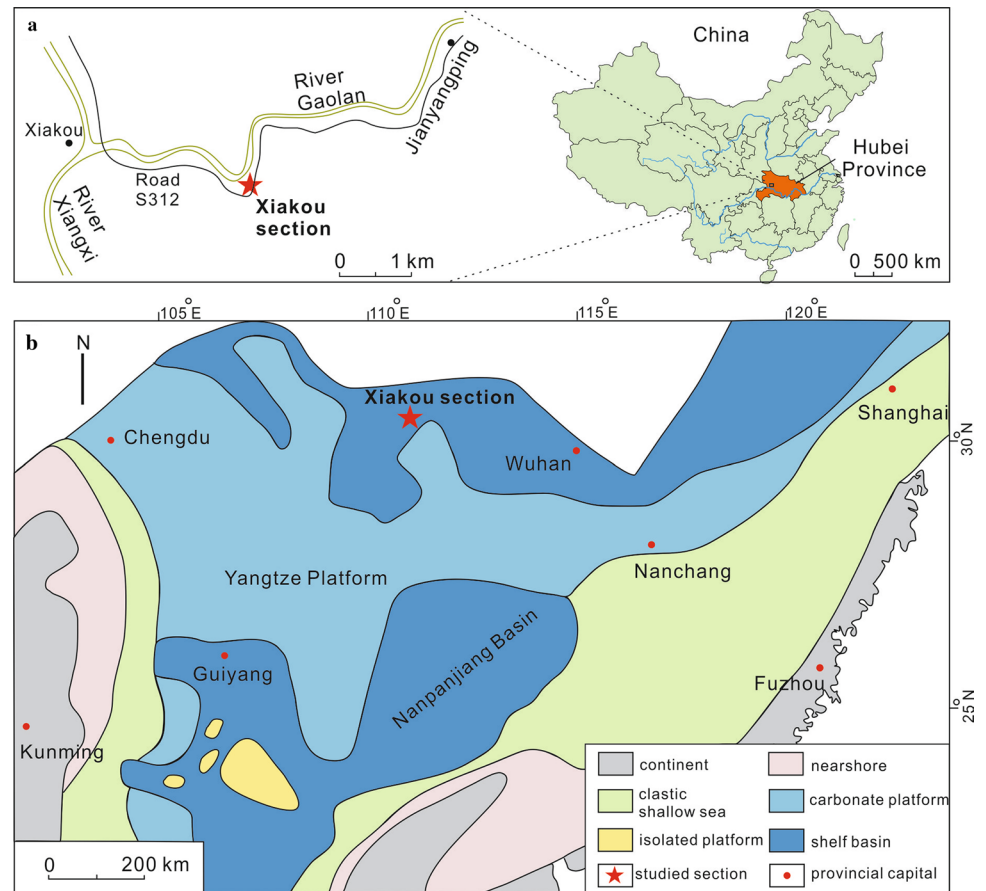 a
China
River
Gaolan
Jianyangping
Xiakou
Hubei
Province
Road
S312
River
Xiangxi
Xiakou
section
0 1 km
0 500 km
105°E
110°E
115°E
120°E
b
N
Xiakou section
Shanghai
Chengdu
30°N
Wuhan
Yangtze Platform
Nanchang
Nanpanjiang Basin
Guiyang
Fuzhou
25°N
Kunming
continent
nearshore
clastic
shallow sea
carbonate platform
isolated platform
shelf basin
studied section
provincial capital
0 200 km